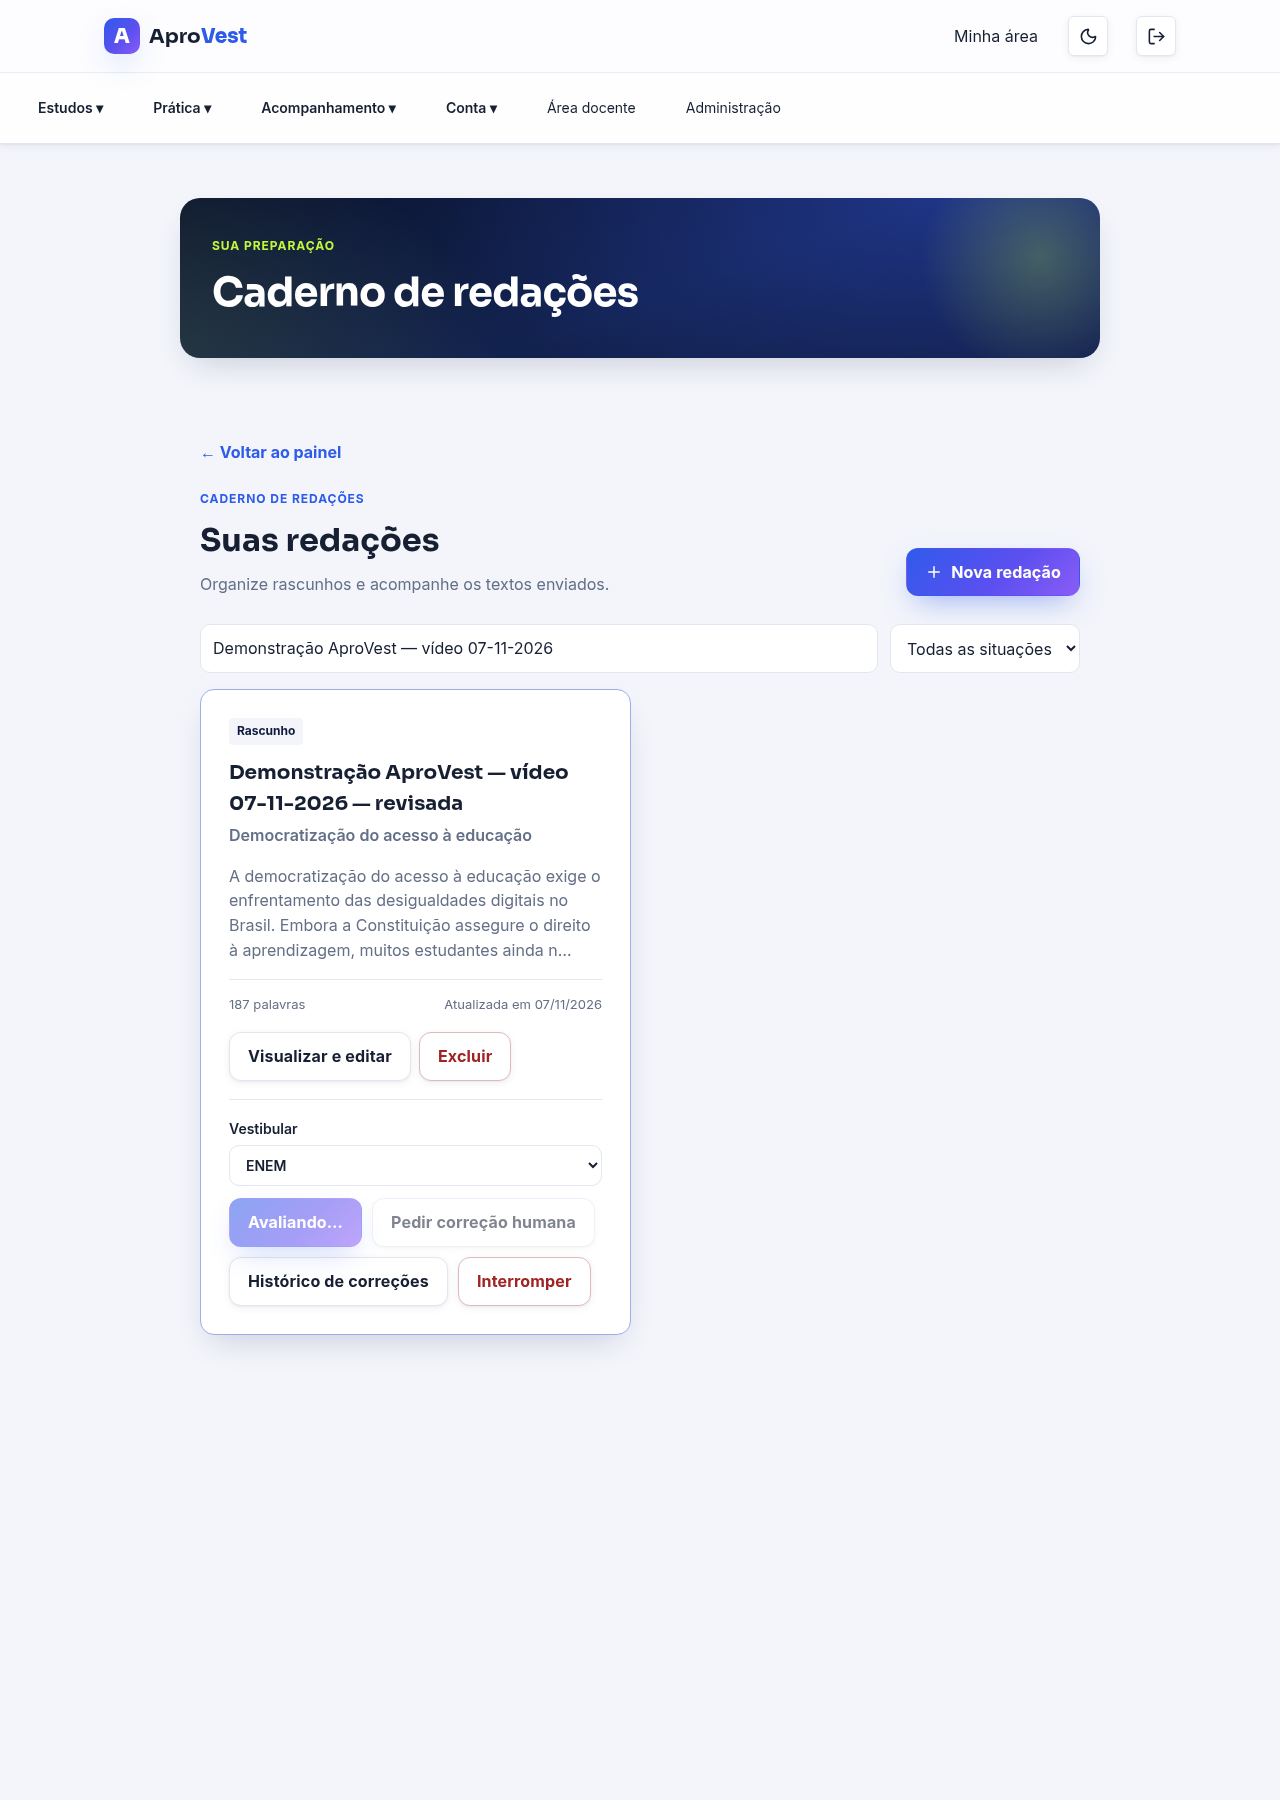 A AproVest
Minha área
Estudos ▾ Prática ▾ Acompanhamento ▾ Conta ▾ Área docente Administração
SUA PREPARAÇÃO
Caderno de redações
← Voltar ao painel
CADERNO DE REDAÇÕES
Suas redações
Organize rascunhos e acompanhe os textos enviados.
+ Nova redação
Demonstração AproVest — vídeo 07-11-2026
Todas as situações
Rascunho
Demonstração AproVest — vídeo
07-11-2026 — revisada
Democratização do acesso à educação
A democratização do acesso à educação exige o
enfrentamento das desigualdades digitais no
Brasil. Embora a Constituição assegure o direito
à aprendizagem, muitos estudantes ainda n...
187 palavras
Atualizada em 07/11/2026
Visualizar e editar
Excluir
Vestibular
ENEM
Avaliando...
Pedir correção humana
Histórico de correções
Interromper